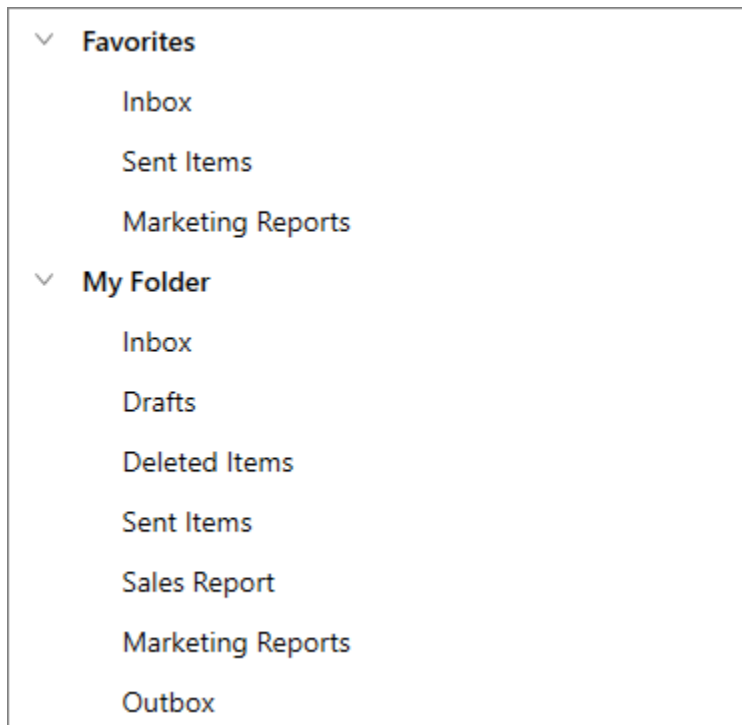 Favorites
Inbox
Sent Items
Marketing Reports
My Folder
Inbox
Drafts
Deleted Items
Sent Items
Sales Report
Marketing Reports
Outbox